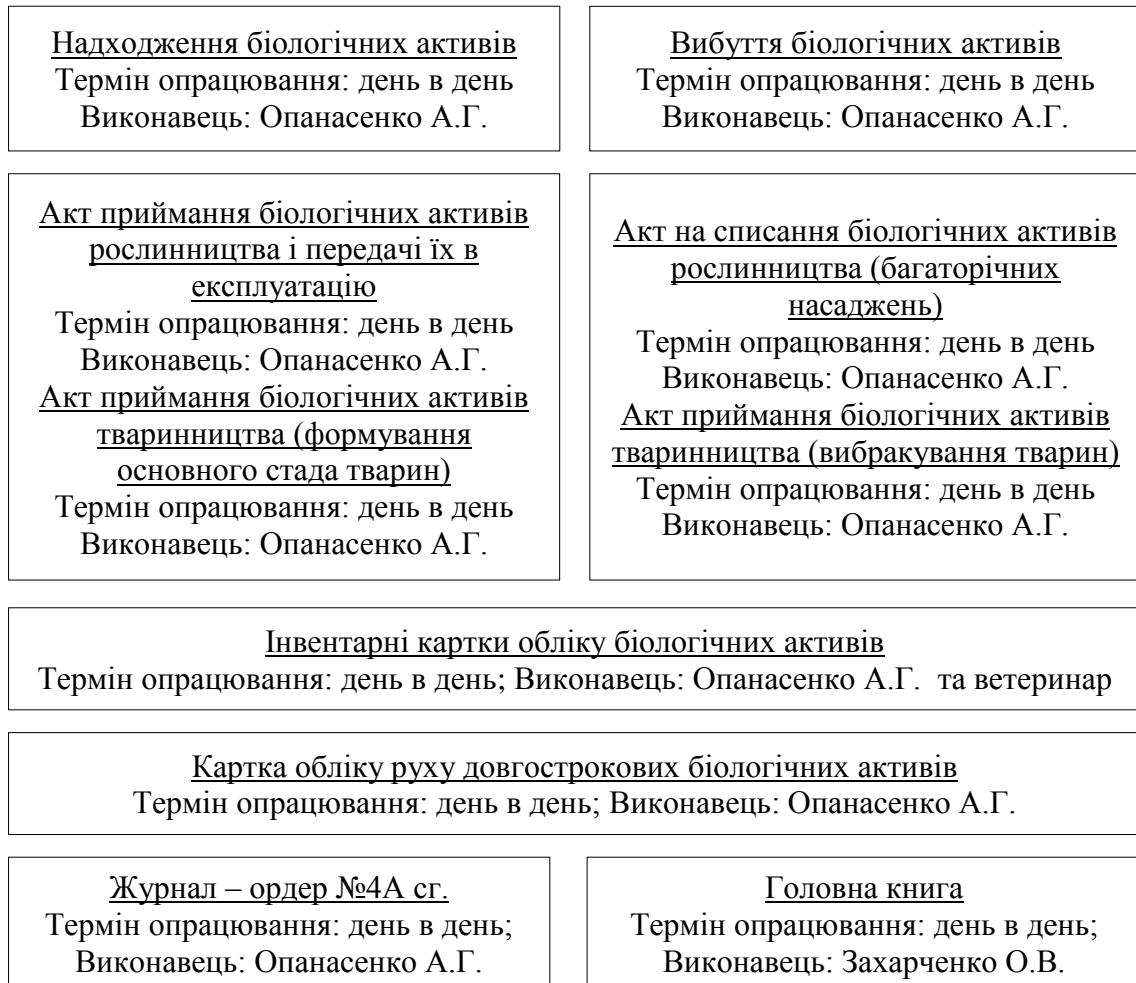 Надходження біологічних активів
Термін опрацювання: день в день
Виконавець: Опанасенко А.Г.
Вибуття біологічних активів
Термін опрацювання: день в день
Виконавець: Опанасенко А.Г.
Акт приймання біологічних активів
рослинництва і передачі їх в
експлуатацію
Термін опрацювання: день в день
Виконавець: Опанасенко А.Г.
Акт приймання біологічних активів
тваринництва (формування
основного стада тварин)
Термін опрацювання: день в день
Виконавець: Опанасенко А.Г.
Акт на списання біологічних активів
рослинництва (багаторічних
насаджень)
Термін опрацювання: день в день
Виконавець: Опанасенко А.Г.
Акт приймання біологічних активів
тваринництва (вибракування тварин)
Термін опрацювання: день в день
Виконавець: Опанасенко А.Г.
Інвентарні картки обліку біологічних активів
Термін опрацювання: день в день; Виконавець: Опанасенко А.Г. та ветеринар
Картка обліку руху довгострокових біологічних активів
Термін опрацювання: день в день; Виконавець: Опанасенко А.Г.
Журнал – ордер №4А сг.
Термін опрацювання: день в день;
Виконавець: Опанасенко А.Г.
Головна книга
Термін опрацювання: день в день;
Виконавець: Захарченко О.В.